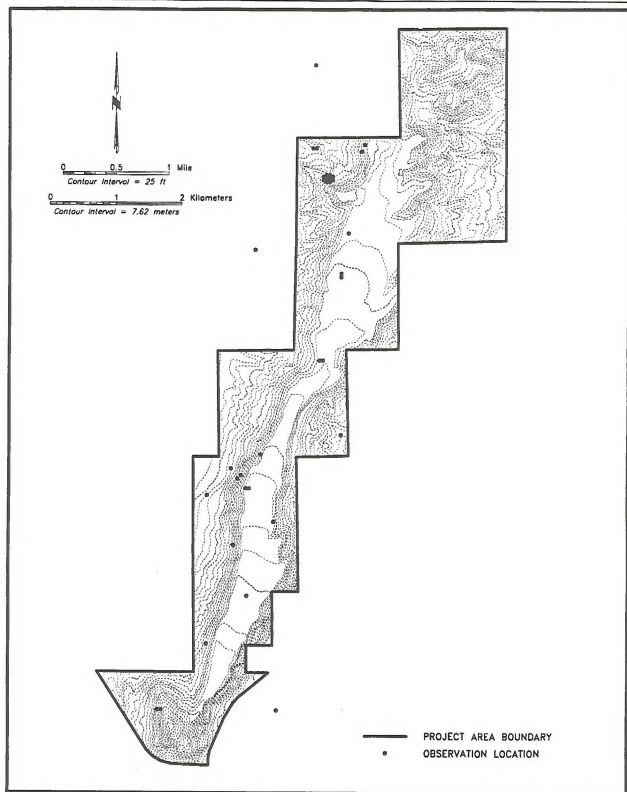 N
0 0.5 1 Mile
Contour Interval = 25 ft
0 1 2 Kilometers
Contour Interval = 7.62 meters
PROJECT AREA BOUNDARY
OBSERVATION LOCATION